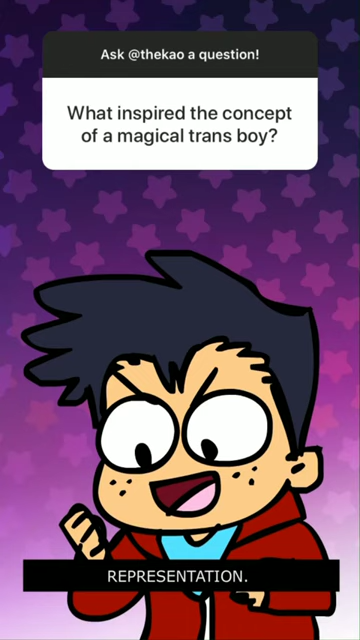 Ask @thekao a question!
What inspired the concept
of a magical trans boy?
REPRESENTATION.